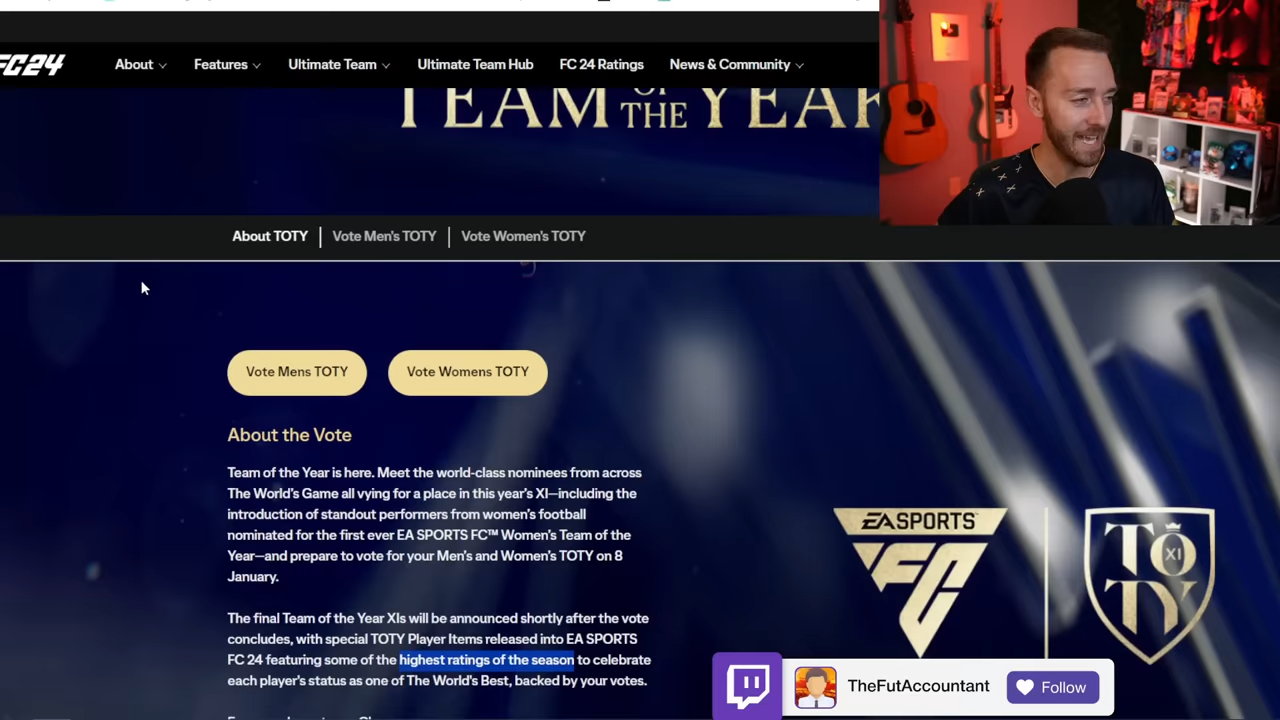 FC24
About
Features
Ultimate Team
Ultimate Team Hub
FC 24 Ratings
News & Community
TEAM OF THE YEA
About TOTY
Vote Men's TOTY
Vote Women's TOTY
Vote Mens TOTY
Vote Womens TOTY
About the Vote
Team of the Year is here. Meet the world-class nominees from across
The World's Game all vying for a place in this year's XI—including the
introduction of standout performers from women's football
nominated for the first ever EA SPORTS FC™ Women's Team of the
Year—and prepare to vote for your Men's and Women's TOTY on 8
January.
The final Team of the Year XIs will be announced shortly after the vote
concludes, with special TOTY Player Items released into EA SPORTS
FC 24 featuring some of the highest ratings of the season to celebrate
each player's status as one of The World's Best, backed by your votes.
EA SPORTS
FC
TO
XI
TY
TheFutAccountant
Follow